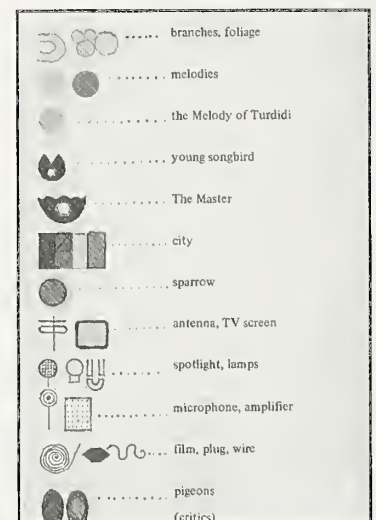 ...... branches, foliage
........ melodies
............. the Melody of Turdidi
............ young songbird
.......... The Master
........ city
............ sparrow
....... antenna, TV screen
....... spotlight, lamps
........... microphone, amplifier
.... film, plug, wire
.......... pigeons
(critics)